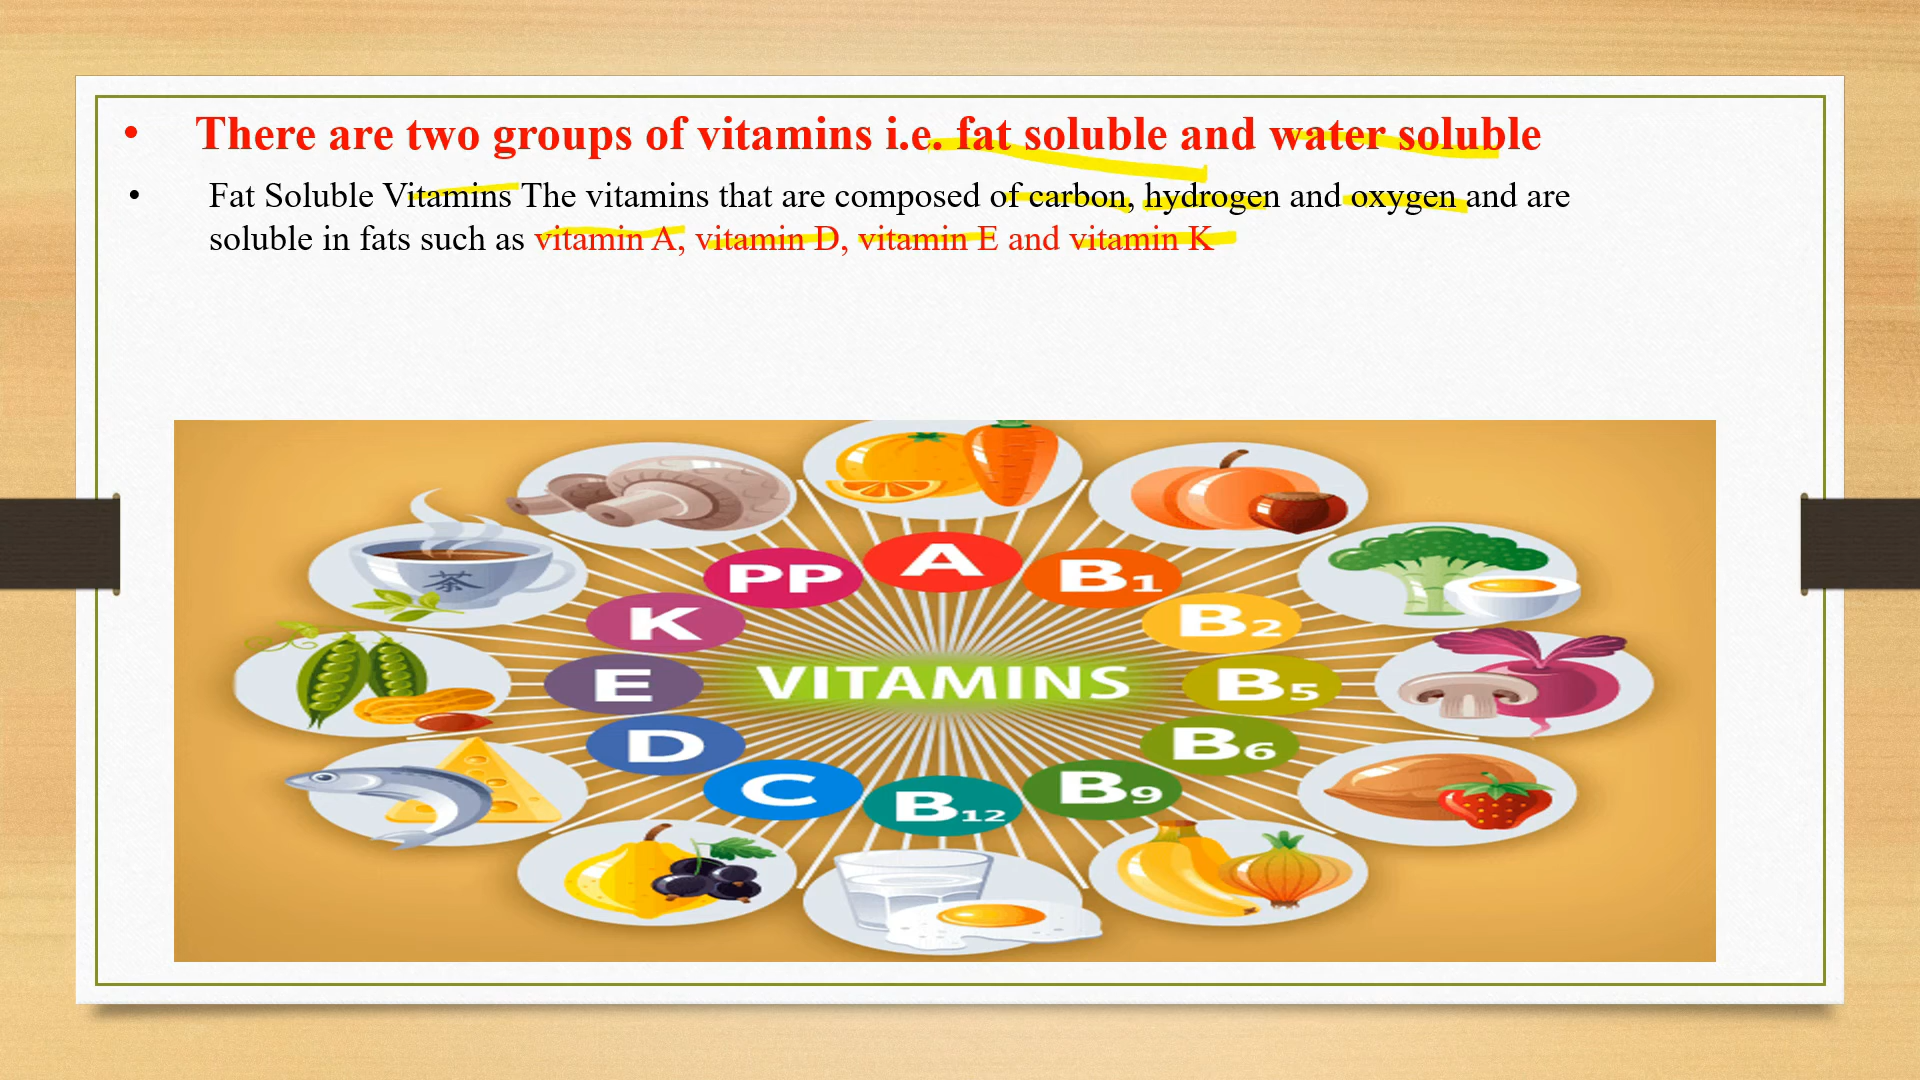 • There are two groups of vitamins i.e. fat soluble and water soluble
• Fat Soluble Vitamins The vitamins that are composed of carbon, hydrogen and oxygen and are
soluble in fats such as vitamin A, vitamin D, vitamin E and vitamin K
A
PP
B1
K
B2
茶
VITAMINS
E
B5
D
B6
C
B9
B12